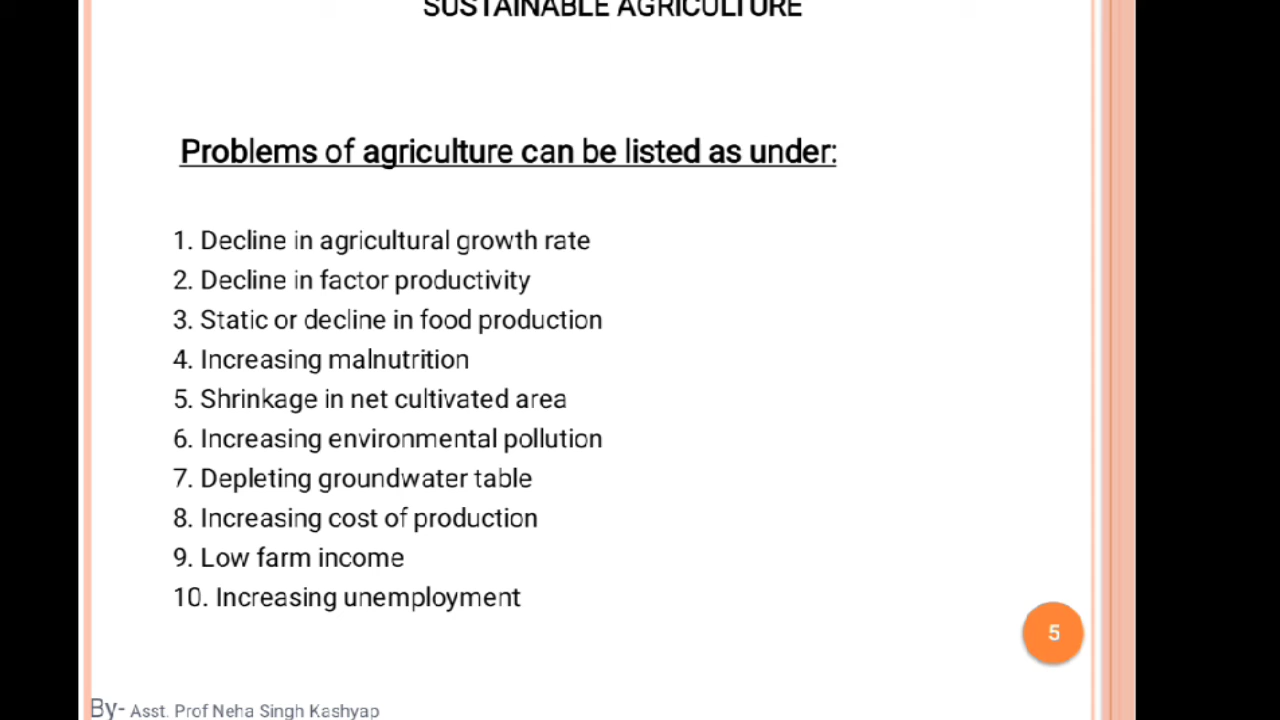 SUSTAINABLE AGRICULTURE
Problems of agriculture can be listed as under:
1. Decline in agricultural growth rate
2. Decline in factor productivity
3. Static or decline in food production
4. Increasing malnutrition
5. Shrinkage in net cultivated area
6. Increasing environmental pollution
7. Depleting groundwater table
8. Increasing cost of production
9. Low farm income
10. Increasing unemployment
5
By- Asst. Prof Neha Singh Kashyap